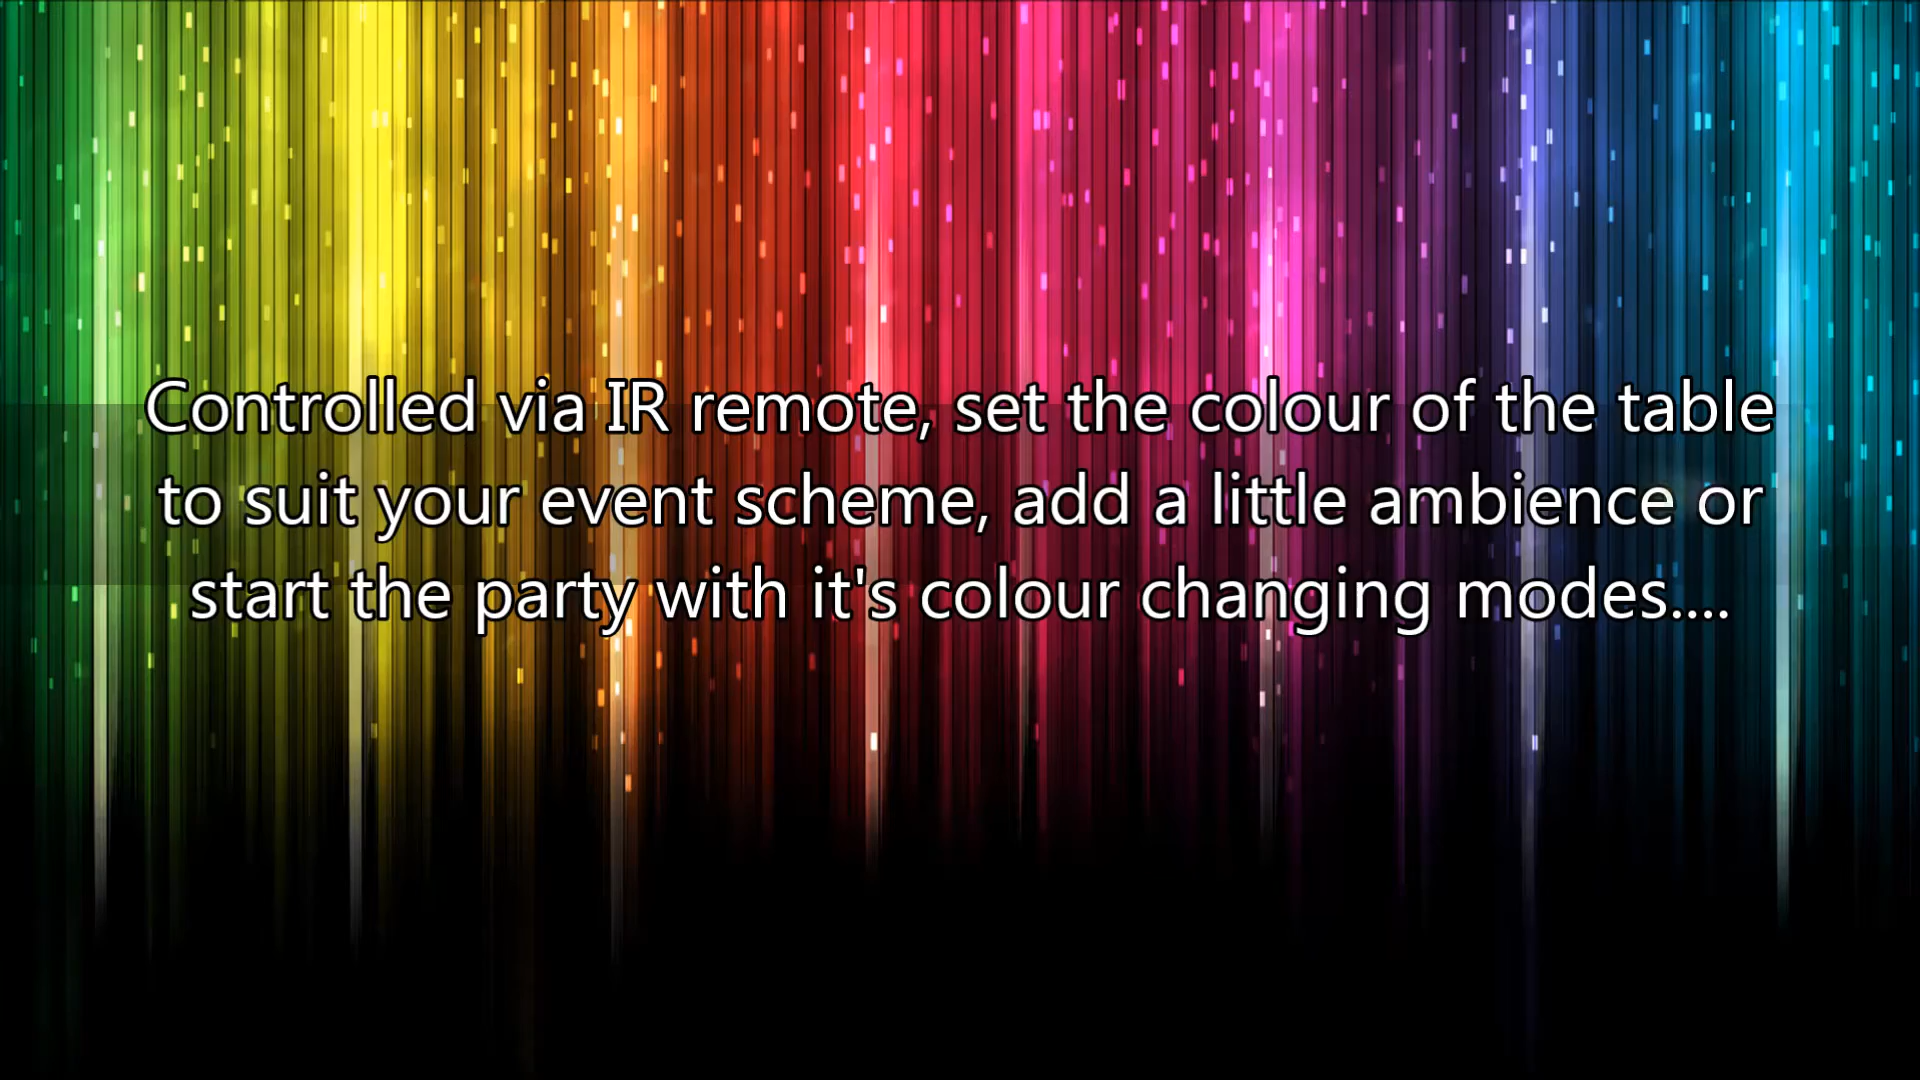 Controlled via IR remote, set the colour of the table
to suit your event scheme, add a little ambience or
start the party with it's colour changing modes....